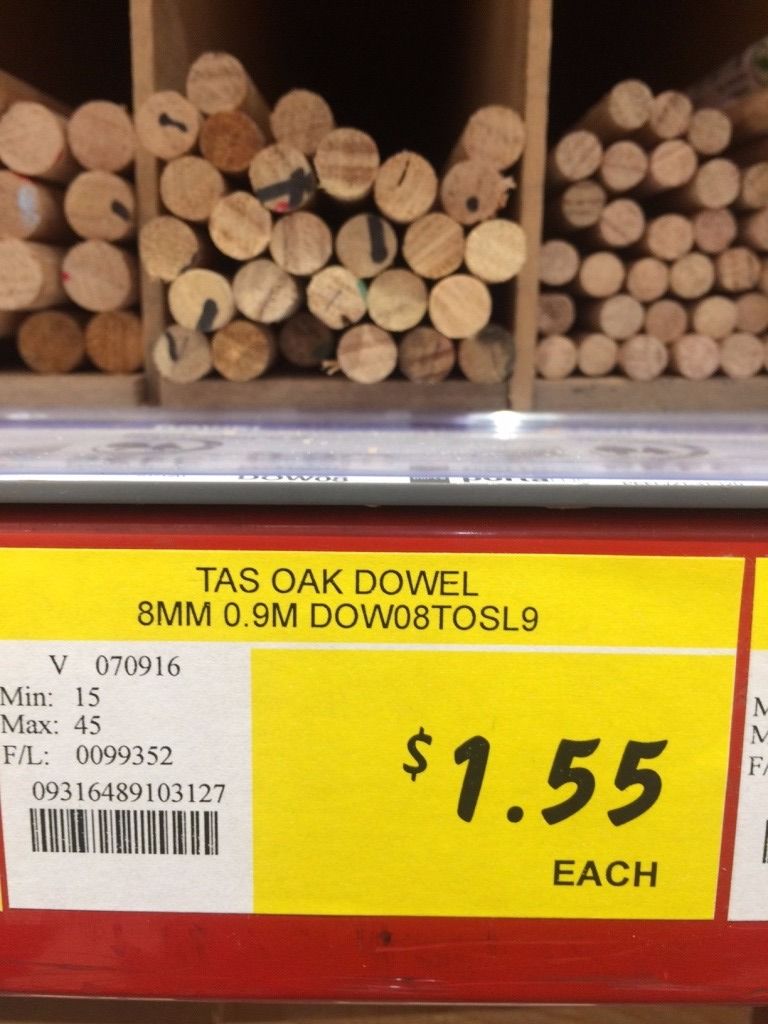 TAS OAK DOWEL
8MM 0.9M DOW08TOSL9
V 070916
Min: 15
Max: 45
F/L: 0099352
09316489103127
$1.55
EACH
M
M
F/